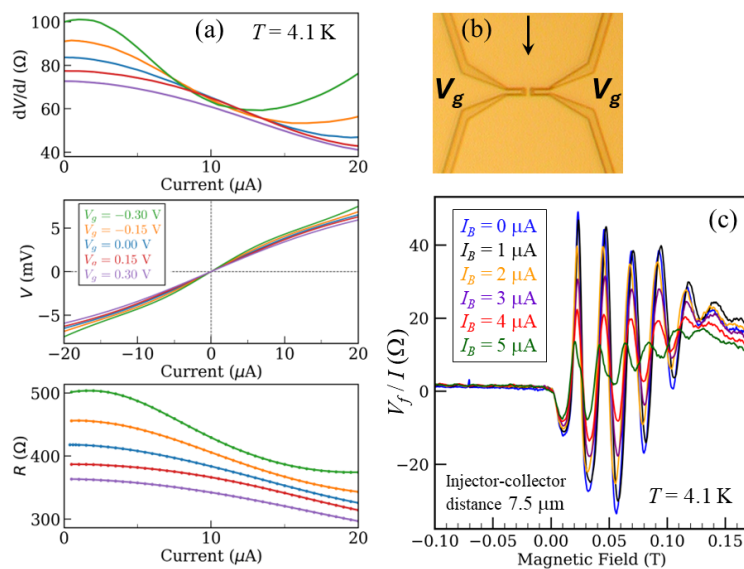 (a)
T = 4.1 K
dV/dI (Ω)
100
80
60
40
0
10
20
Current (μA)
V (mV)
5
0
−5
V_g = −0.30 V
V_g = −0.15 V
V_g = 0.00 V
V_g = 0.15 V
V_g = 0.30 V
−20
−10
0
10
20
Current (μA)
R (Ω)
500
400
300
0
10
20
Current (μA)
(b)
V_g
V_g
(c)
I_B = 0 μA
I_B = 1 μA
I_B = 2 μA
I_B = 3 μA
I_B = 4 μA
I_B = 5 μA
V_f / I (Ω)
40
20
0
−20
Injector-collector
distance 7.5 μm
T = 4.1 K
−0.10
−0.05
0.00
0.05
0.10
0.15
Magnetic Field (T)